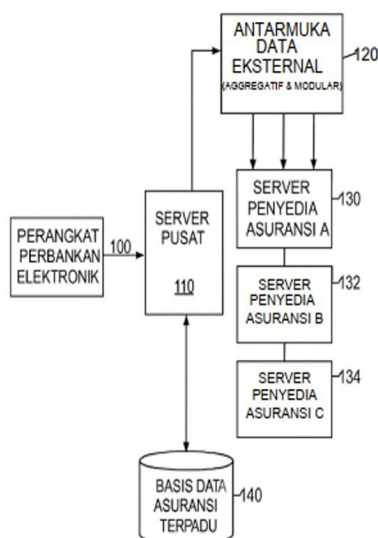 ANTARMUKA
DATA
EKSTERNAL
(AGGREGATIF & MODULAR)
120
SERVER
PENYEDIA
ASURANSI A
130
PERANGKAT
PERBANKAN
ELEKTRONIK
100
SERVER
PUSAT
110
SERVER
PENYEDIA
ASURANSI B
132
SERVER
PENYEDIA
ASURANSI C
134
BASIS DATA
ASURANSI
TERPADU
140